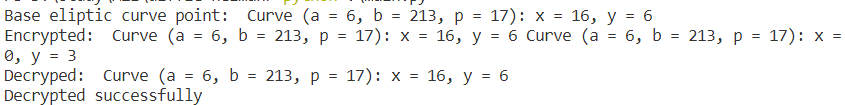 Base eliptic curve point:  Curve (a = 6, b = 213, p = 17): x = 16, y = 6
Encrypted:  Curve (a = 6, b = 213, p = 17): x = 16, y = 6 Curve (a = 6, b = 213, p = 17): x =
0, y = 3
Decryped:  Curve (a = 6, b = 213, p = 17): x = 16, y = 6
Decrypted successfully